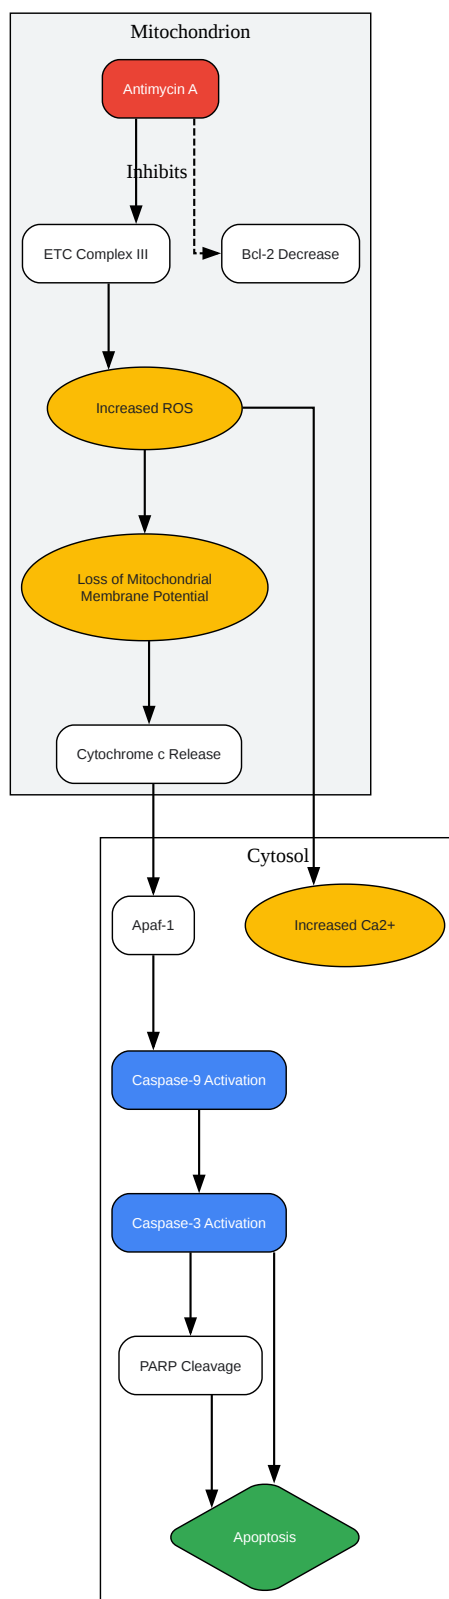 Mitochondrion
Antimycin A
Inhibits
ETC Complex III
Bcl-2 Decrease
Increased ROS
Loss of Mitochondrial
Membrane Potential
Cytochrome c Release
Cytosol
Apaf-1
Increased Ca2+
Caspase-9 Activation
Caspase-3 Activation
PARP Cleavage
Apoptosis